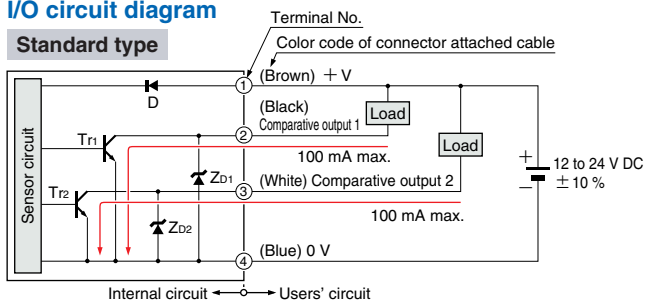 I/O circuit diagram
Standard type
Terminal No.
Color code of connector attached cable
1
(Brown) +V
D
(Black)
Comparative output 1
2
Load
Load
Tr1
100 mA max.
ZD1
3
(White) Comparative output 2
Sensor circuit
Tr2
100 mA max.
ZD2
+
12 to 24 V DC
−
±10 %
4
(Blue) 0 V
Internal circuit
Users' circuit